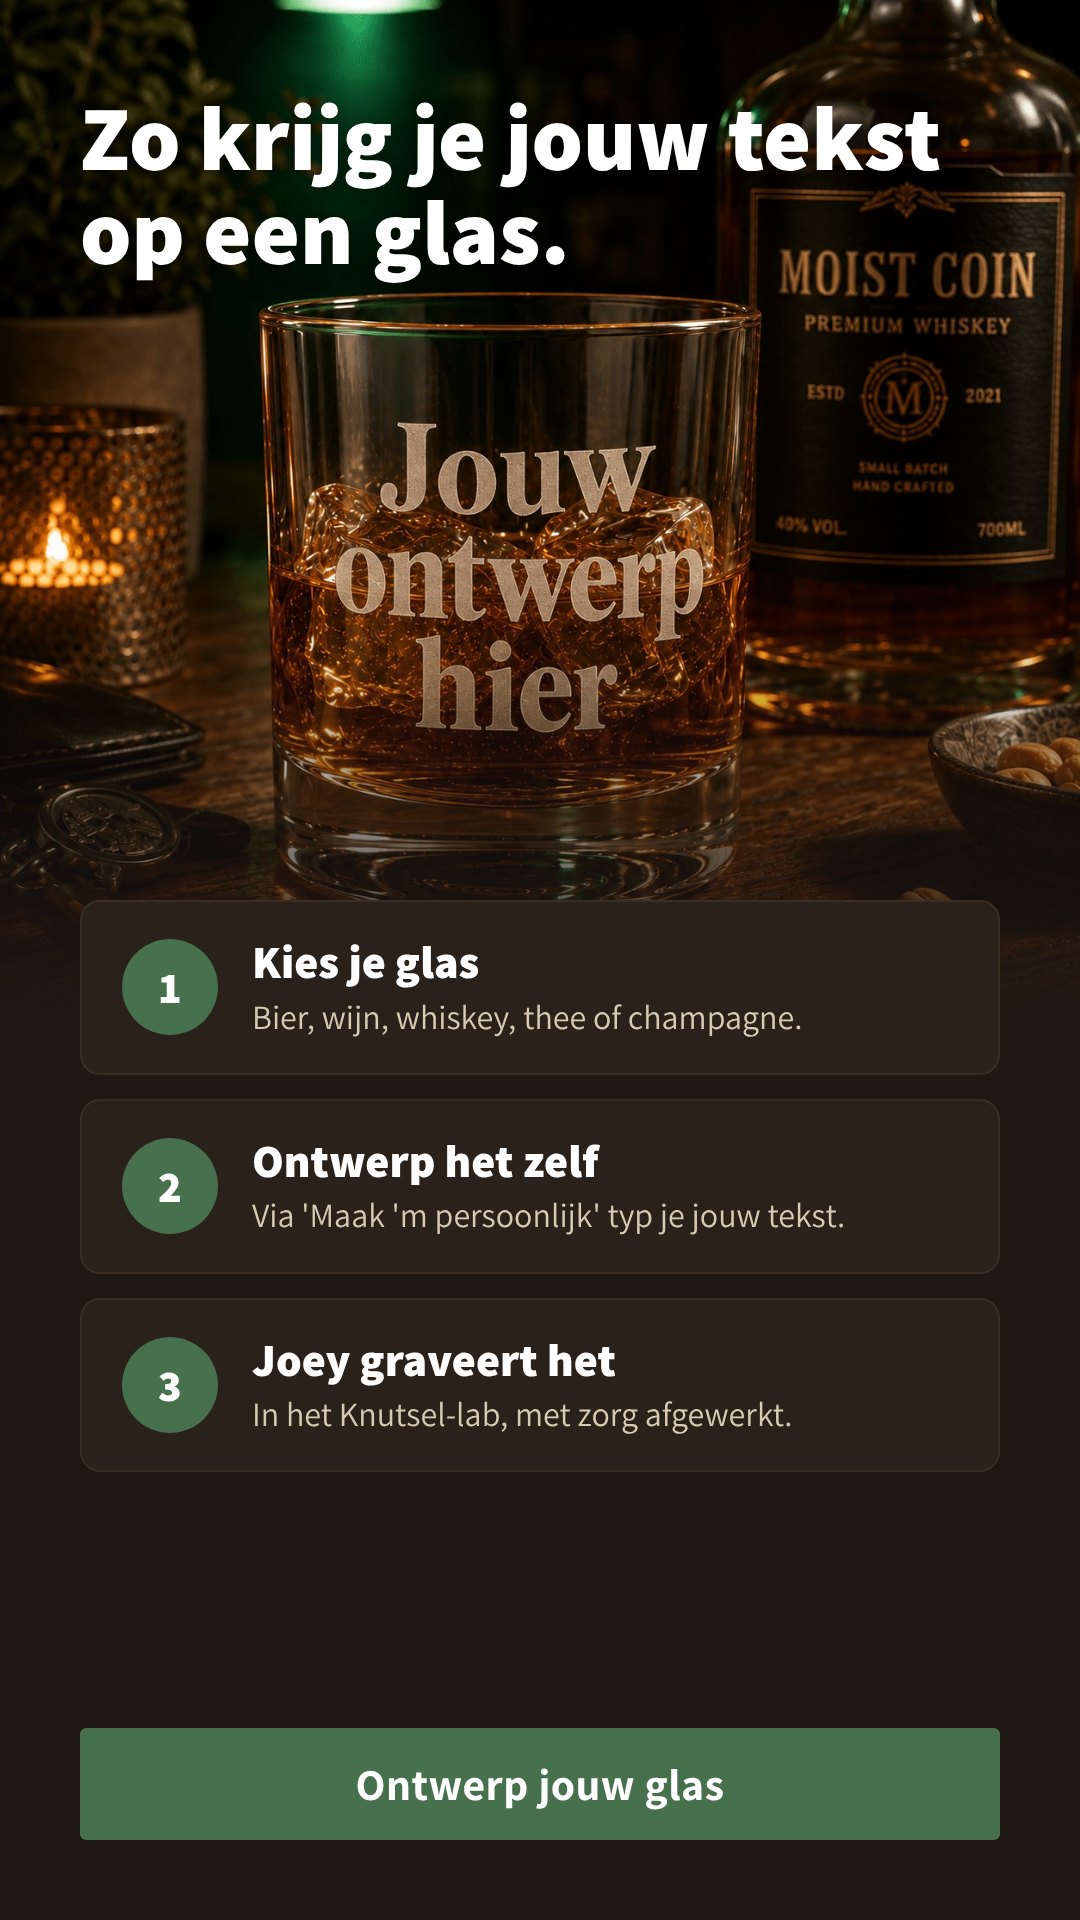 Zo krijg je jouw tekst
op een glas.
MOIST COIN
PREMIUM WHISKEY
ESTD M 2021
SMALL BATCH
HAND CRAFTED
40% VOL. 700ML
Jouw
ontwerp
hier
1 Kies je glas
Bier, wijn, whiskey, thee of champagne.
2 Ontwerp het zelf
Via 'Maak 'm persoonlijk' typ je jouw tekst.
3 Joey graveert het
In het Knutsel-lab, met zorg afgewerkt.
Ontwerp jouw glas